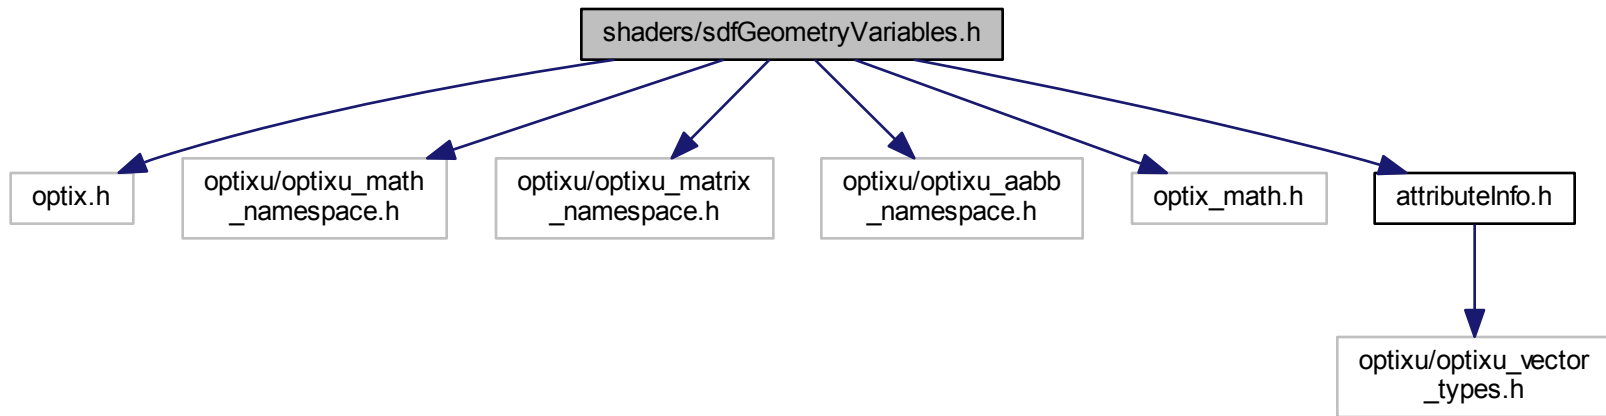 shaders/sdfGeometryVariables.h
optix.h
optixu/optixu_math
_namespace.h
optixu/optixu_matrix
_namespace.h
optixu/optixu_aabb
_namespace.h
optix_math.h
attributeInfo.h
optixu/optixu_vector
_types.h